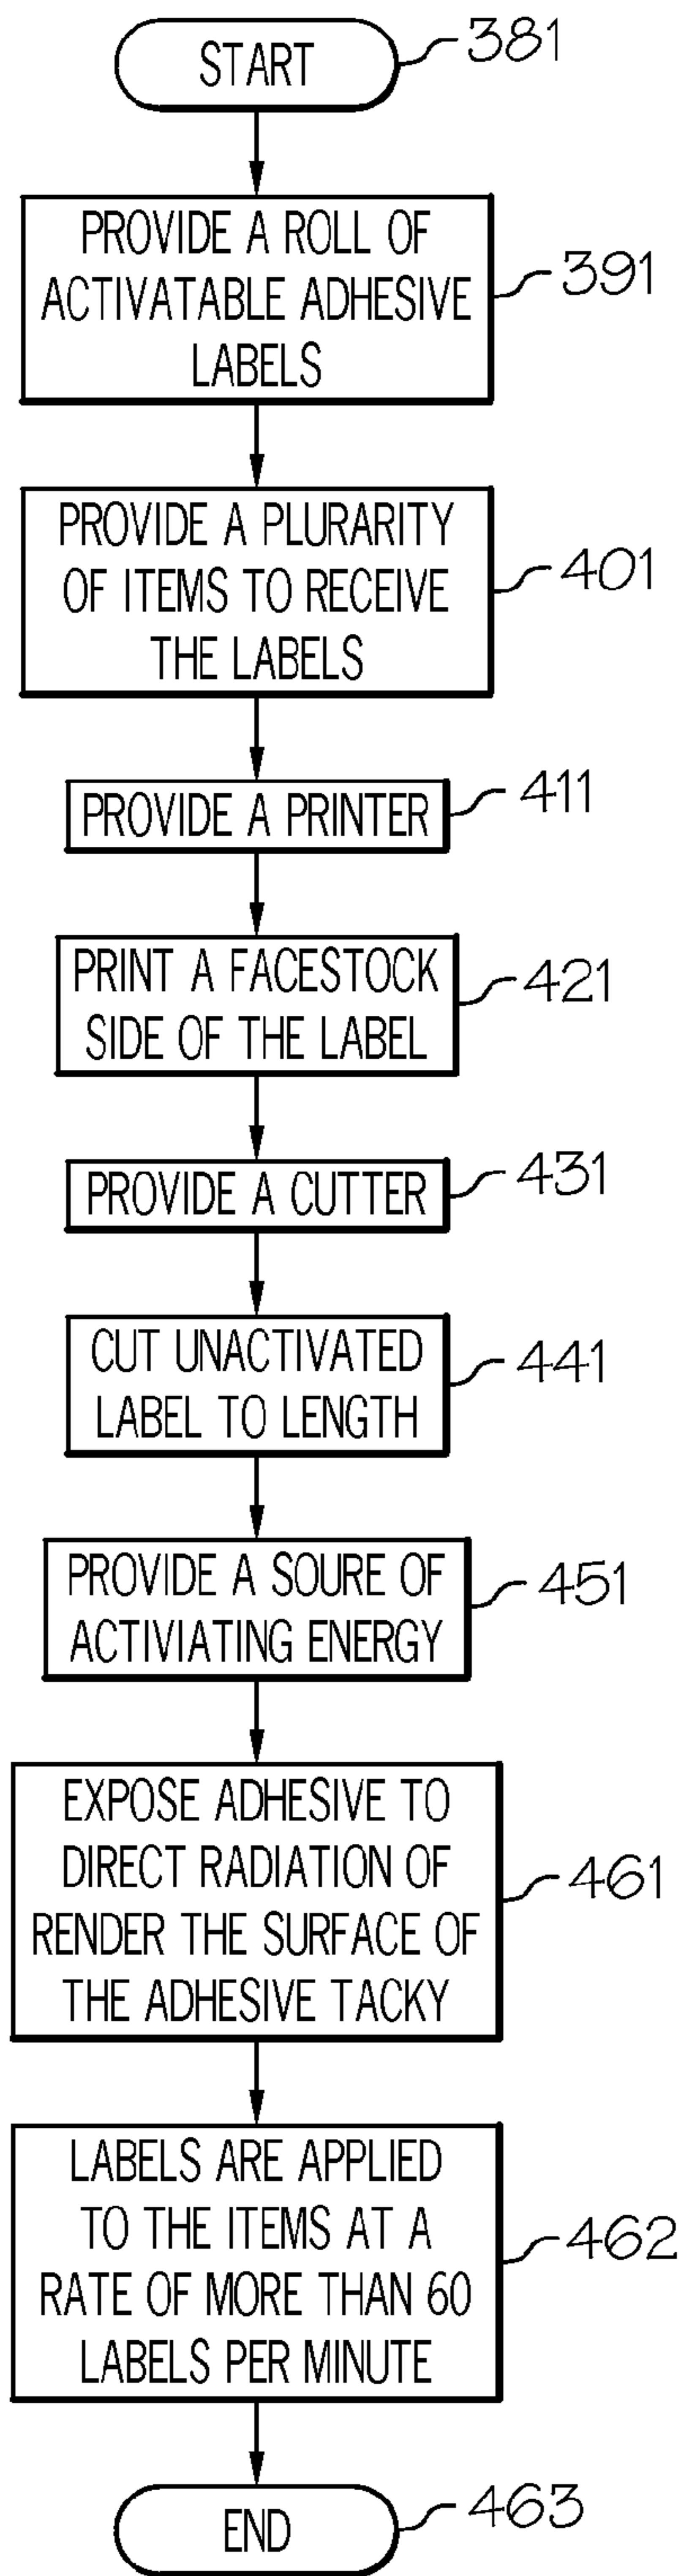 START
381
PROVIDE A ROLL OF
ACTIVATABLE ADHESIVE
LABELS
391
PROVIDE A PLURARITY
OF ITEMS TO RECEIVE
THE LABELS
401
PROVIDE A PRINTER
411
PRINT A FACESTOCK
SIDE OF THE LABEL
421
PROVIDE A CUTTER
431
CUT UNACTIVATED
LABEL TO LENGTH
441
PROVIDE A SOURE OF
ACTIVIATING ENERGY
451
EXPOSE ADHESIVE TO
DIRECT RADIATION OF
RENDER THE SURFACE OF
THE ADHESIVE TACKY
461
LABELS ARE APPLIED
TO THE ITEMS AT A
RATE OF MORE THAN 60
LABELS PER MINUTE
462
END
463